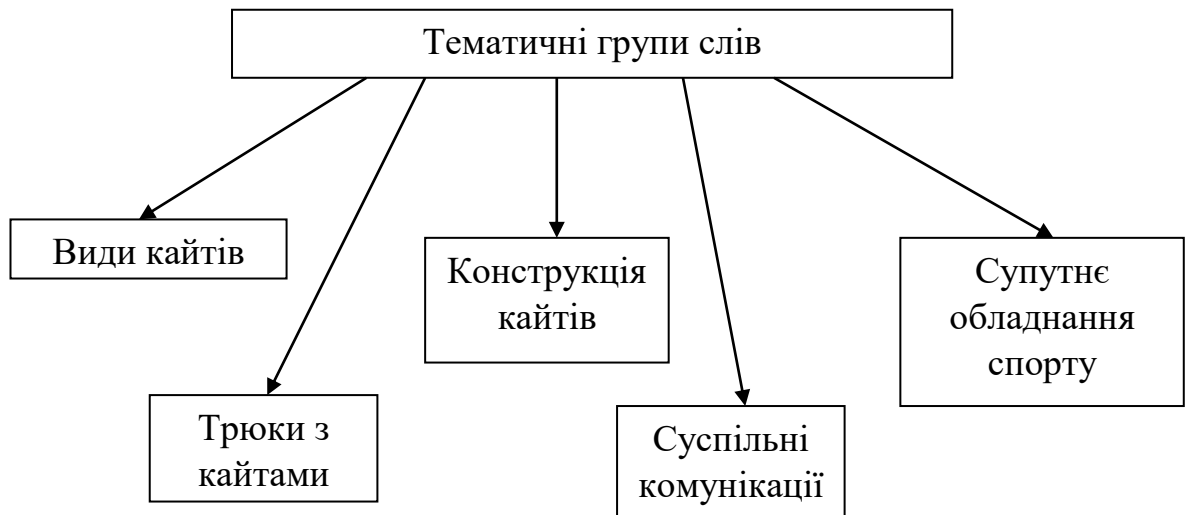 Тематичні групи слів
Види кайтів
Конструкція
кайтів
Супутнє
обладнання
спорту
Трюки з
кайтами
Суспільні
комунікації